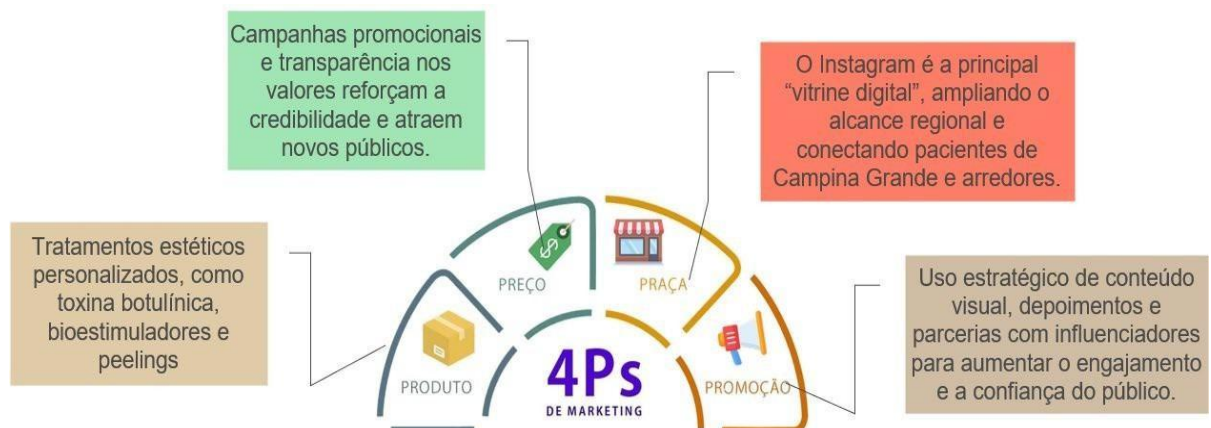 Campanhas promocionais
e transparência nos
valores reforçam a
credibilidade e atraem
novos públicos.
O Instagram é a principal
“vitrine digital”, ampliando o
alcance regional e
conectando pacientes de
Campina Grande e arredores.
Tratamentos estéticos
personalizados, como
toxina botulínica,
bioestimuladores e
peelings
Uso estratégico de conteúdo
visual, depoimentos e
parcerias com influenciadores
para aumentar o engajamento
e a confiança do público.
PREÇO
PRAÇA
PRODUTO
PROMOÇÃO
4Ps
DE MARKETING